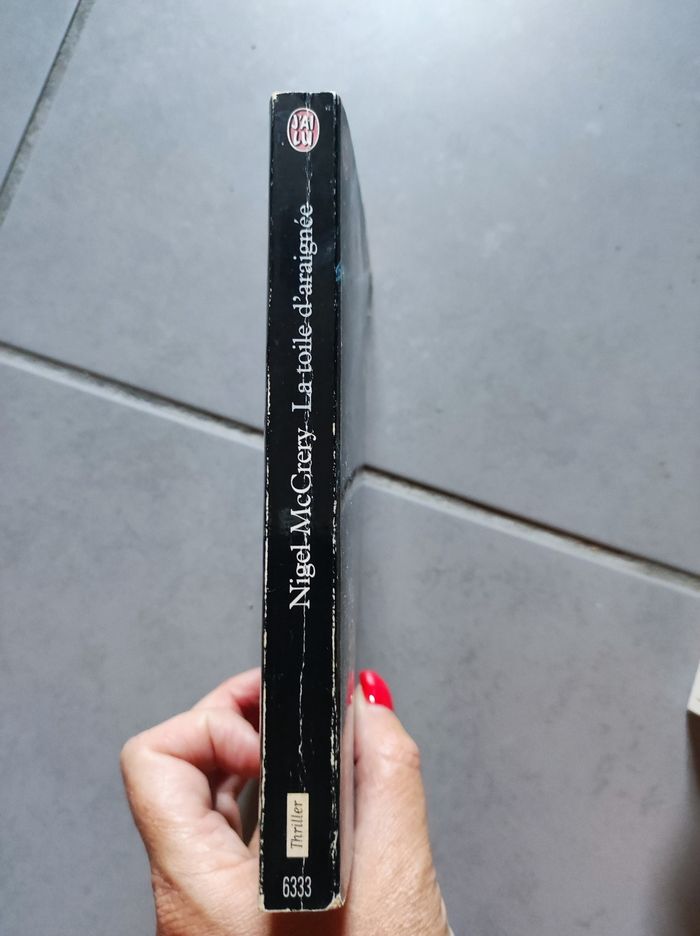 J'AI
LU
Nigel McCrery La toile d'araignée
Thriller
6333